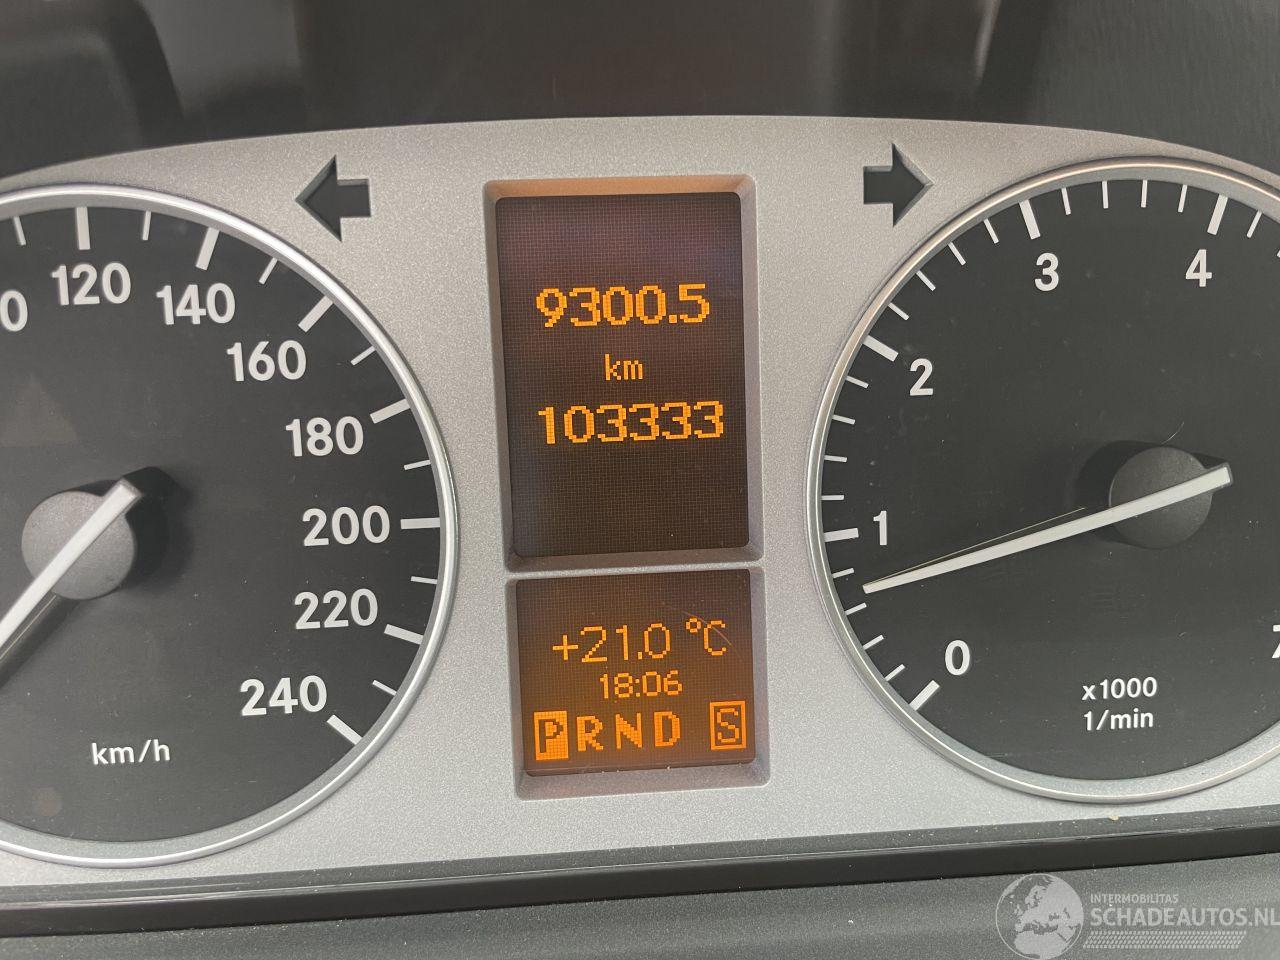 120
140
160
180
200
220
240
km/h
9300.5
km
103333
+21.0 °C
18:06
PRND S
0
1
2
3
4
x1000
1/min
INTERMOBILITAS
SCHADEAUTOS.NL